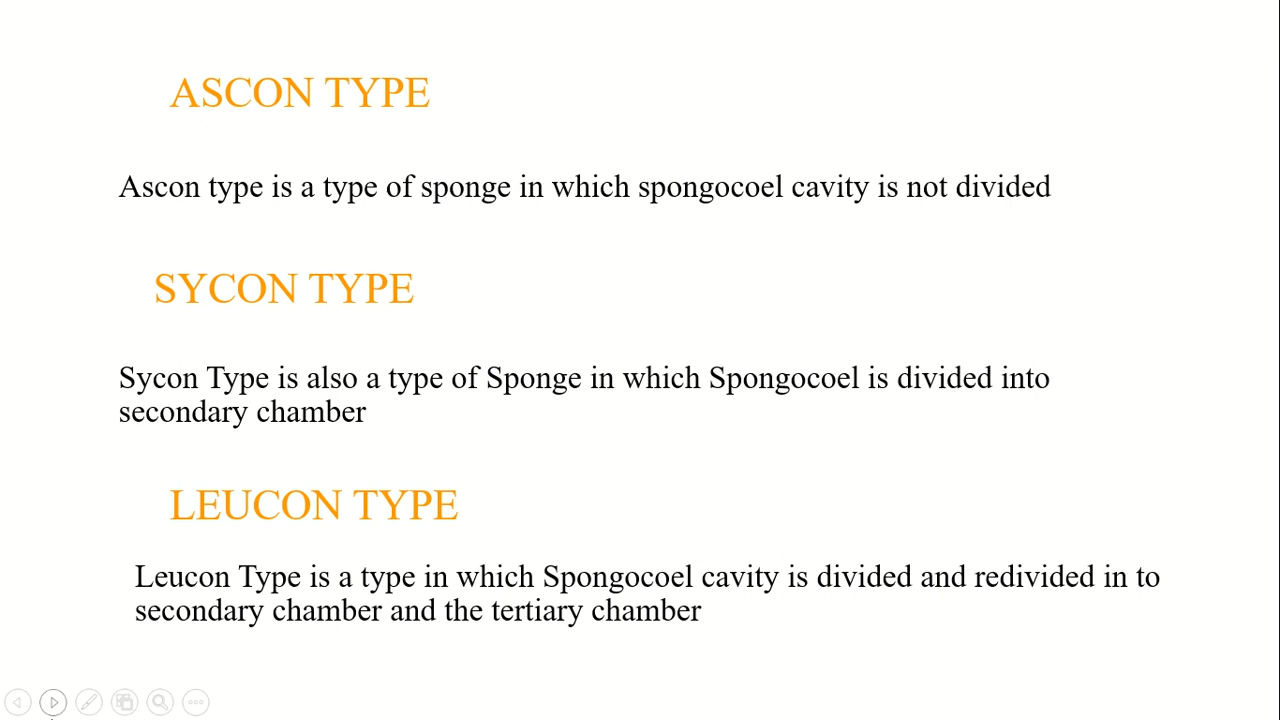 ASCON TYPE
Ascon type is a type of sponge in which spongocoel cavity is not divided
SYCON TYPE
Sycon Type is also a type of Sponge in which Spongocoel is divided into
secondary chamber
LEUCON TYPE
Leucon Type is a type in which Spongocoel cavity is divided and redivided in to
secondary chamber and the tertiary chamber